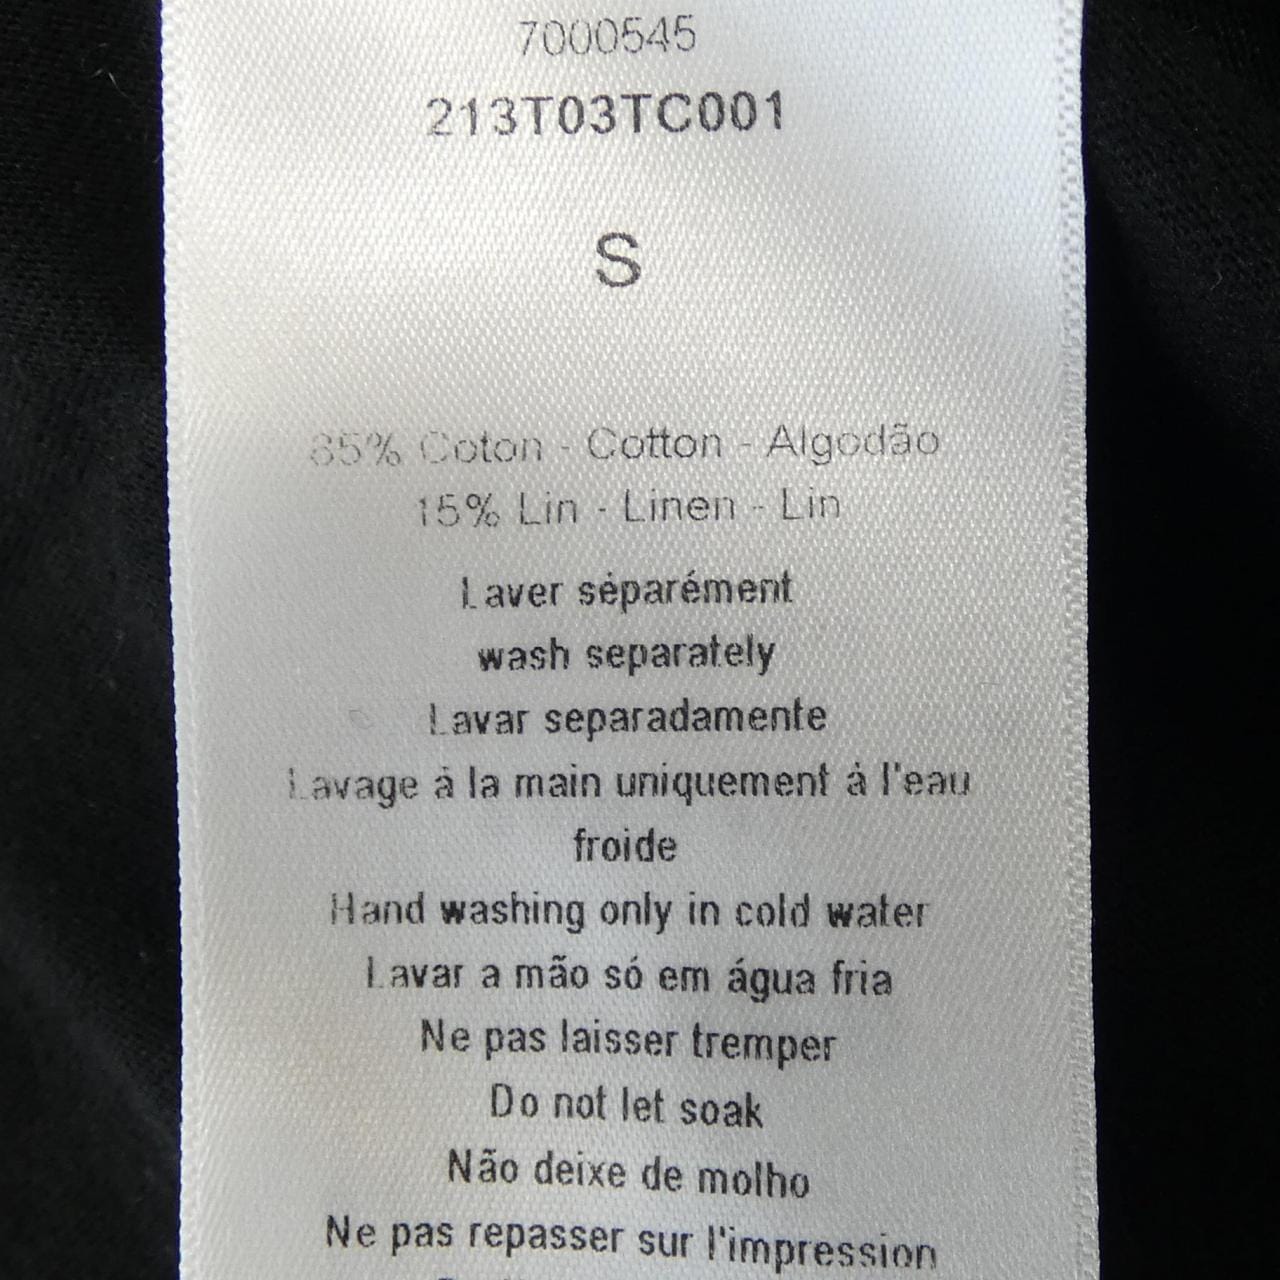 7000545
213T03TC001
S
85% Coton - Cotton - Algodão
15% Lin - Linen - Lin
Laver séparément
wash separately
Lavar separadamente
Lavage à la main uniquement à l'eau
froide
Hand washing only in cold water
Lavar a mão só em água fria
Ne pas laisser tremper
Do not let soak
Não deixe de molho
Ne pas repasser sur l'impression